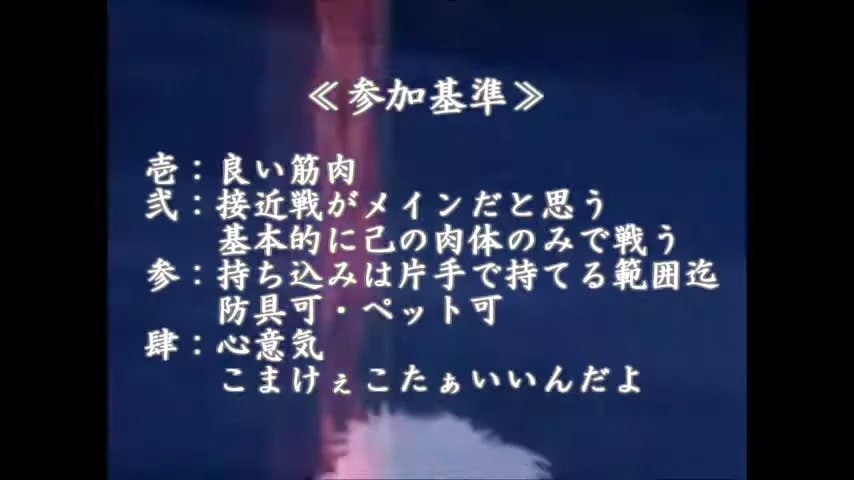 ≪参加基準≫
壱：良い筋肉
弐：接近戦がメインだと思う
基本的に己の肉体のみで戦う
参：持ち込みは片手で持てる範囲迄
防具可・ペット可
肆：心意気
こまけぇこたぁいいんだよ